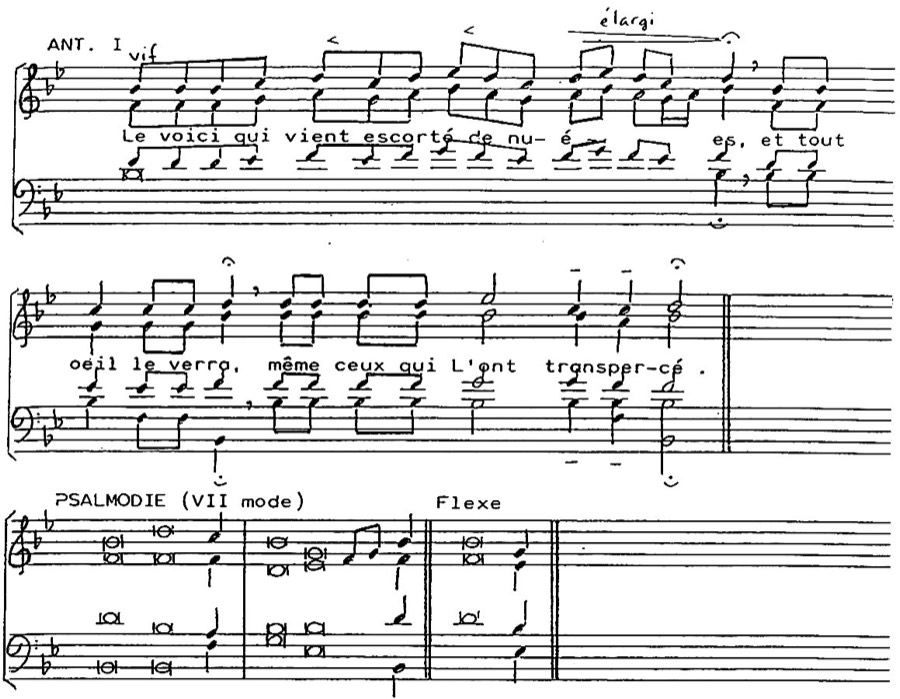 élargi
ANT. I
vif
Le voici qui vient escorté de nu- é - es, et tout
oeil le verra, même ceux qui L'ont transper-cé .
PSALMODIE (VII mode)
Flexe